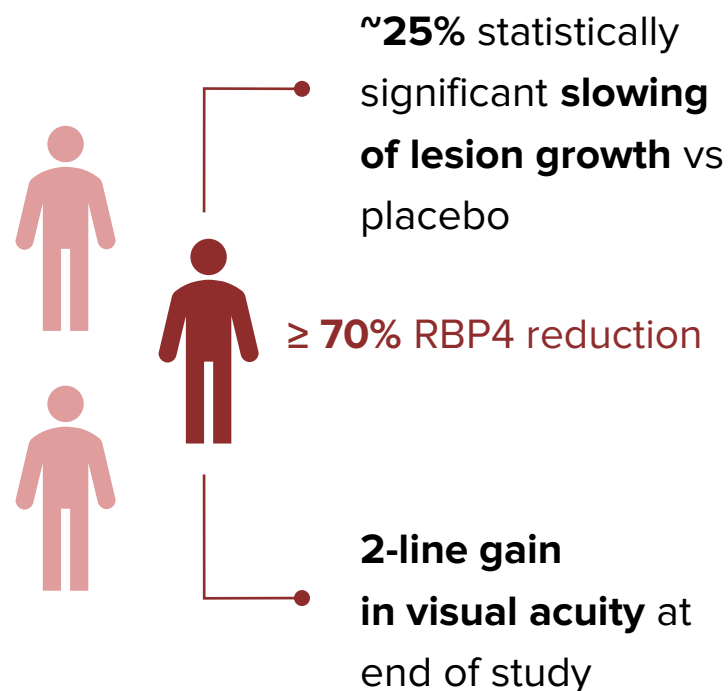 ~25% statistically
significant slowing
of lesion growth vs
placebo
≥ 70% RBP4 reduction
2-line gain
in visual acuity at
end of study